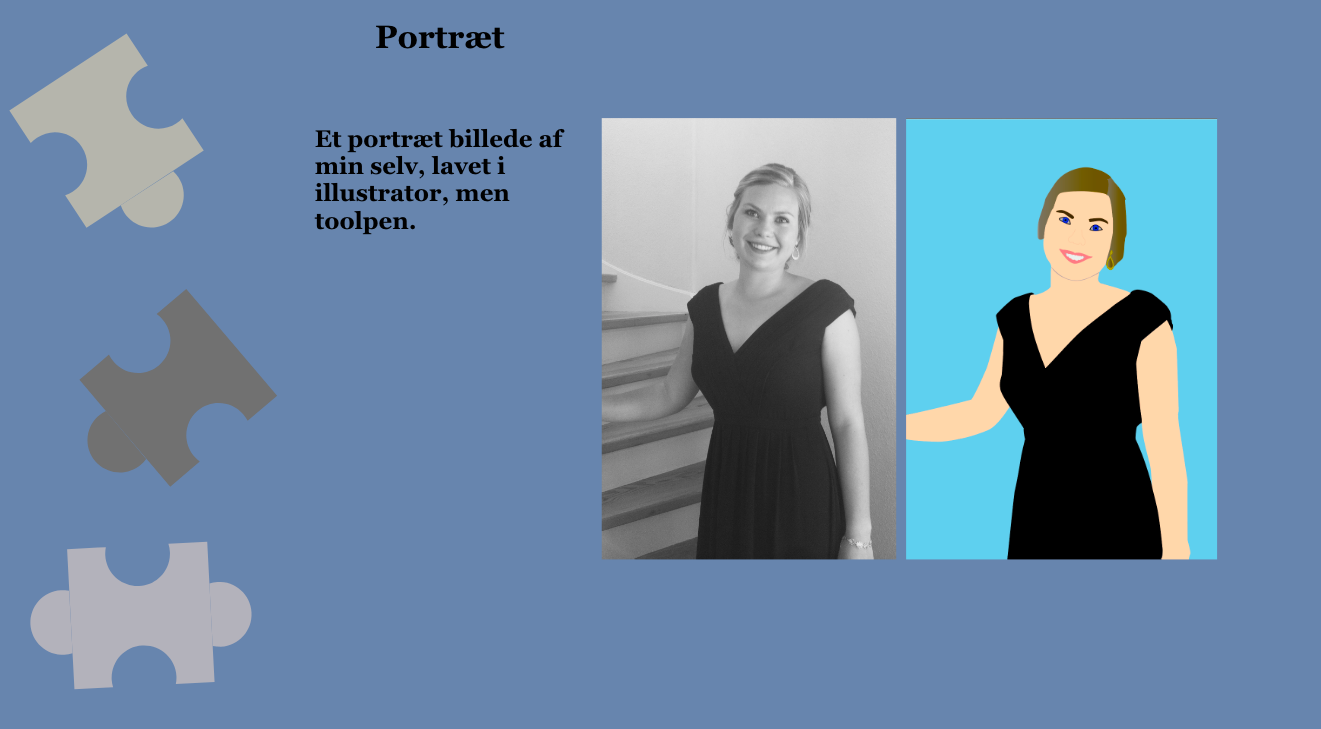 Portræt
Et portræt billede af
min selv, lavet i
illustrator, men
toolpen.